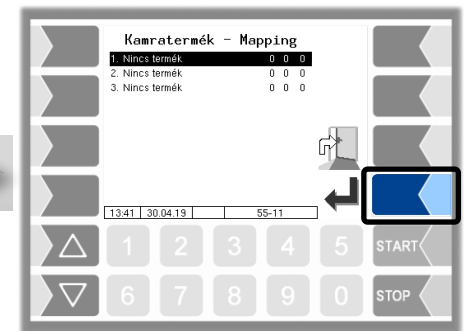 Kamratermék - Mapping
1. Nincs termék 0 0 0
2. Nincs termék 0 0 0
3. Nincs termék 0 0 0
13:41 30.04.19 55-11
1 2 3 4 5 START
6 7 8 9 0 STOP